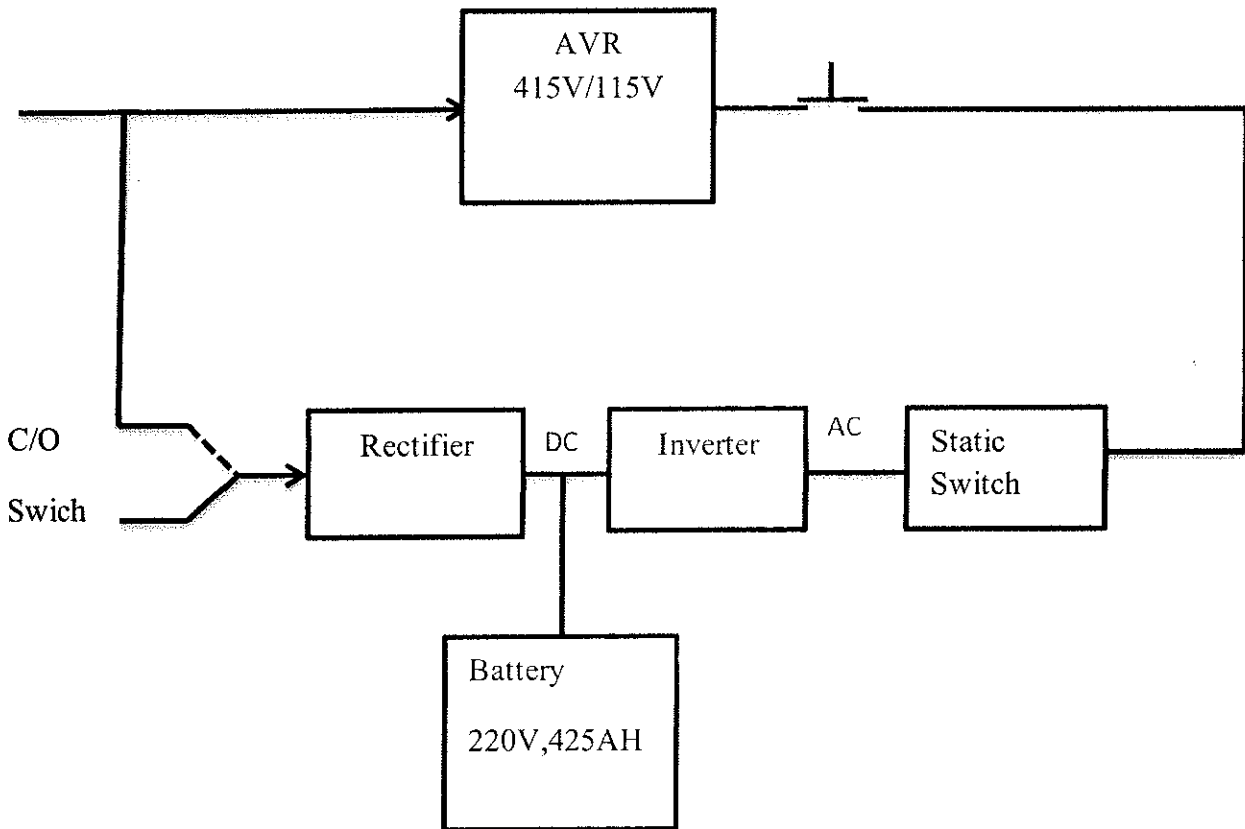 AVR
415V/115V
C/O
Swich
Rectifier
DC
Inverter
AC
Static
Switch
Battery
220V,425AH